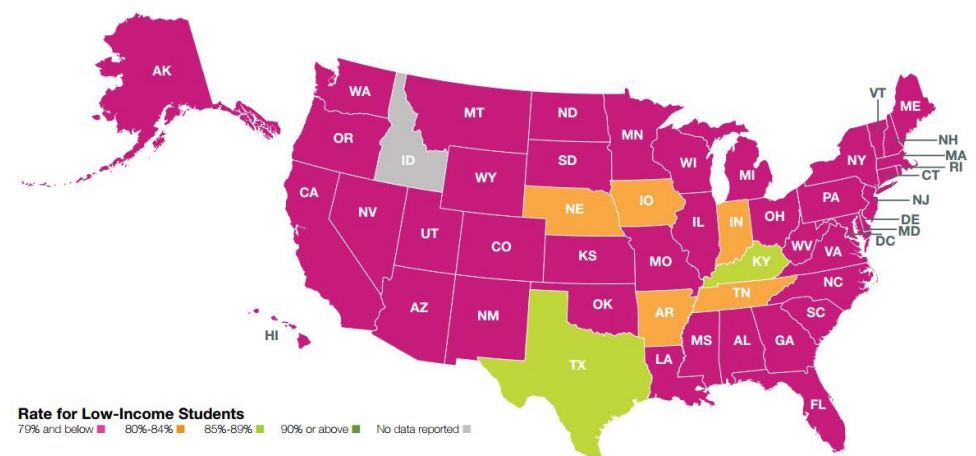 AK
WA
MT
ND
MN
VT
ME
NH
MA
RI
CT
NY
OR
ID
SD
WI
MI
WY
PA
NJ
CA
NV
NE
IO
IL
IN
OH
DE
MD
DC
UT
CO
KS
MO
WV
VA
KY
AZ
NM
OK
TN
NC
AR
SC
HI
MS
AL
GA
TX
LA
FL
Rate for Low-Income Students
79% and below 80%-84% 85%-89% 90% or above No data reported